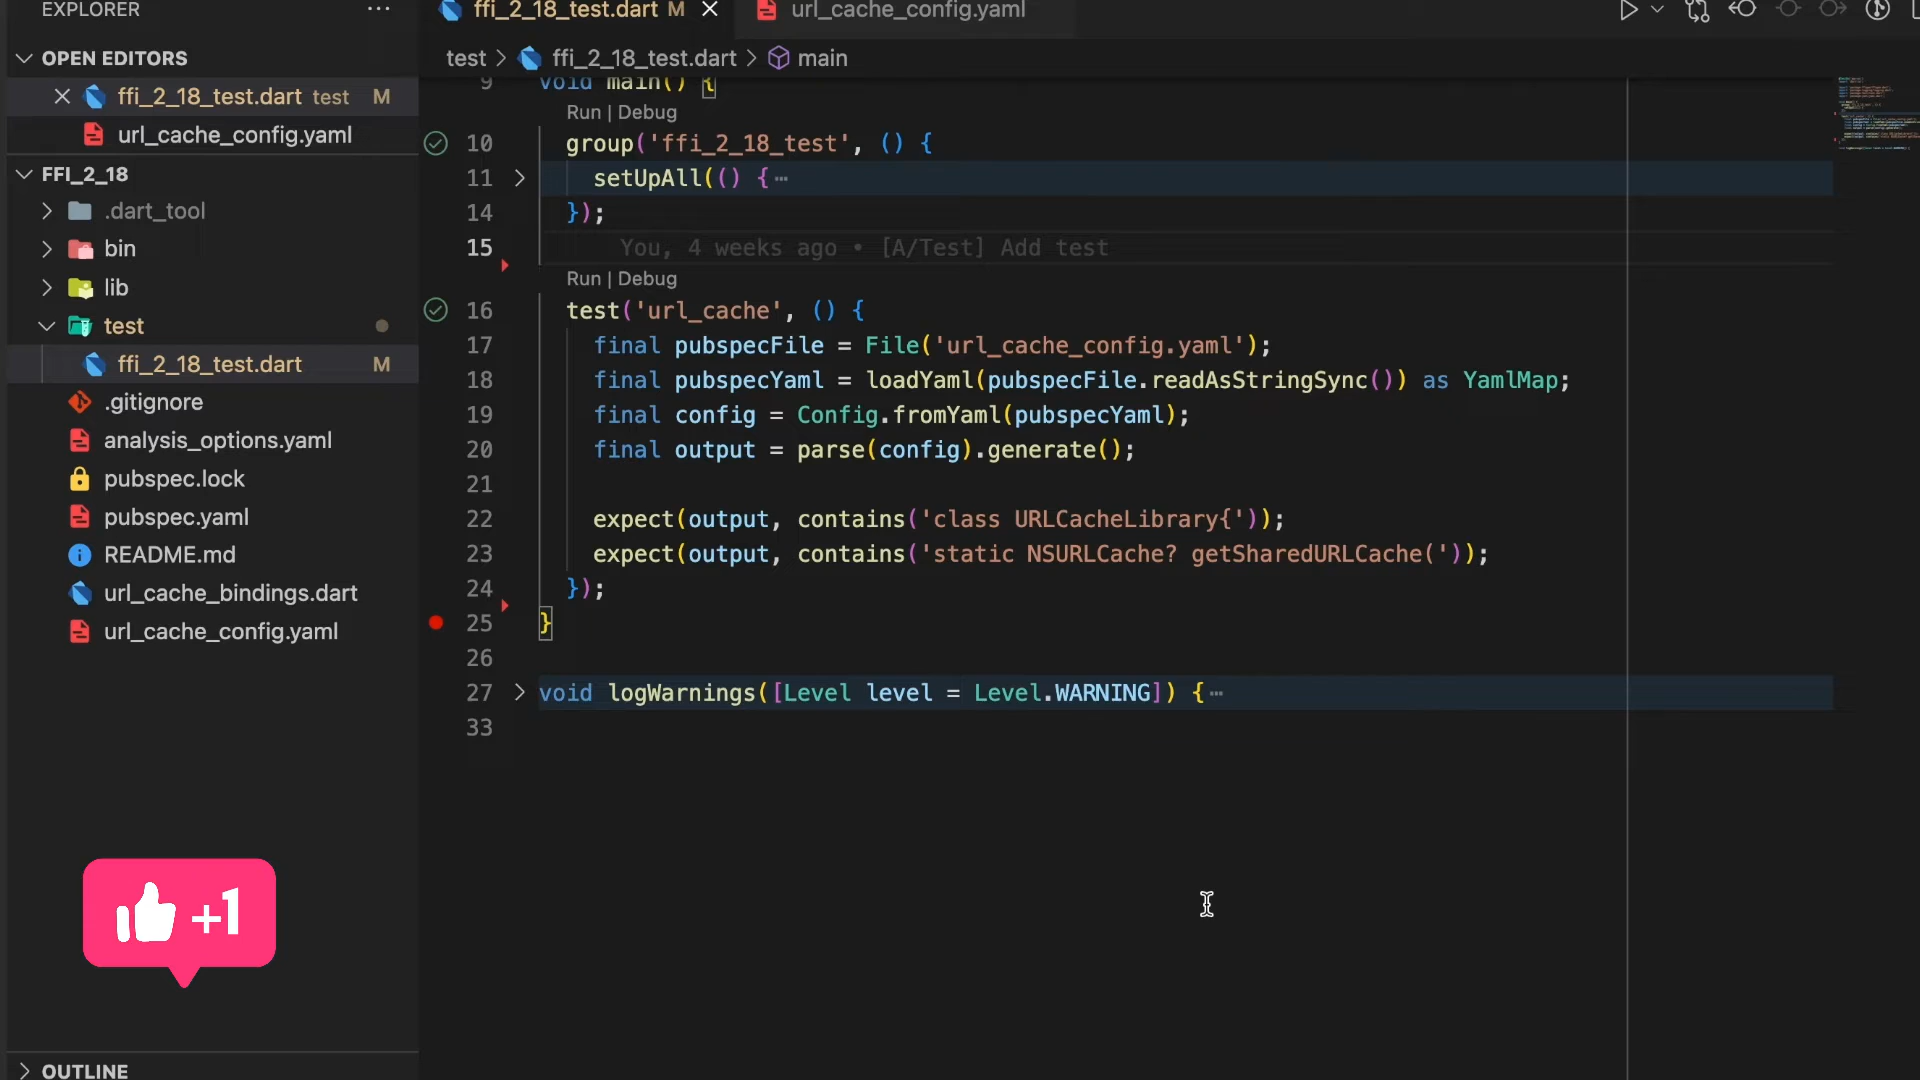 EXPLORER ...
OPEN EDITORS
ffi_2_18_test.dart test M
url_cache_config.yaml
FFI_2_18
.dart_tool
bin
lib
test
ffi_2_18_test.dart M
.gitignore
analysis_options.yaml
pubspec.lock
pubspec.yaml
README.md
url_cache_bindings.dart
url_cache_config.yaml
+1
OUTLINE
ffi_2_18_test.dart M
url_cache_config.yaml
test > ffi_2_18_test.dart > main
9 void main() {
Run | Debug
10 group('ffi_2_18_test', () {
11 setUpAll(() { ⋯
14 });
15 You, 4 weeks ago • [A/Test] Add test
Run | Debug
16 test('url_cache', () {
17 final pubspecFile = File('url_cache_config.yaml');
18 final pubspecYaml = loadYaml(pubspecFile.readAsStringSync()) as YamlMap;
19 final config = Config.fromYaml(pubspecYaml);
20 final output = parse(config).generate();
21
22 expect(output, contains('class URLCacheLibrary{'));
23 expect(output, contains('static NSURLCache? getSharedURLCache('));
24 });
25 }
26
27 void logWarnings([Level level = Level.WARNING]) { ⋯
33